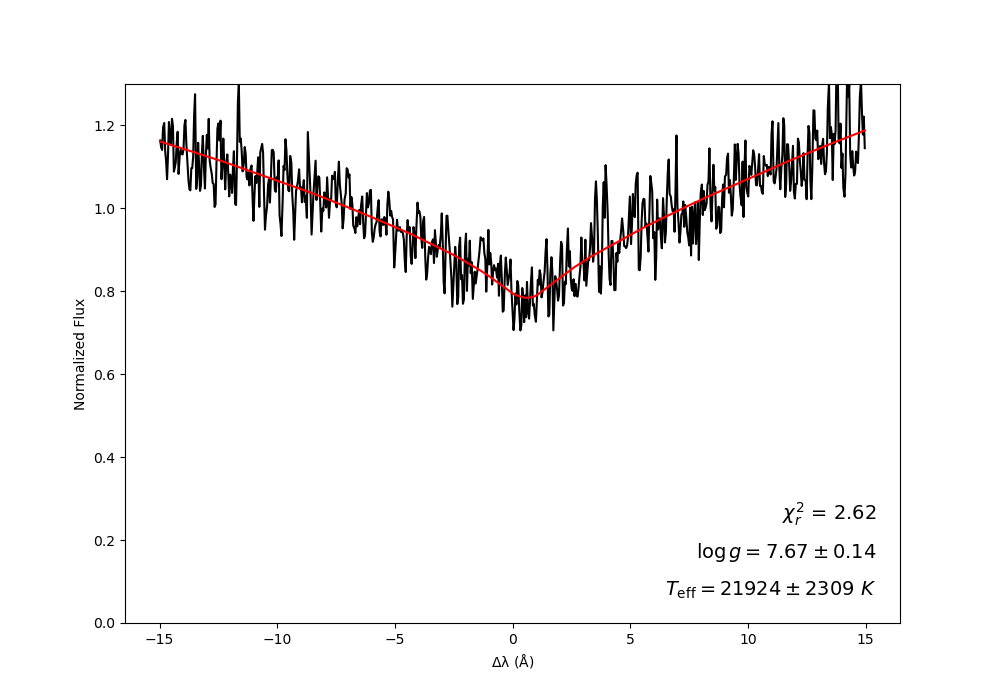 1.2
1.0
0.8
0.6
0.4
0.2
0.0
Normalized Flux
χ²ᵣ = 2.62
log g = 7.67 ± 0.14
T_eff = 21924 ± 2309 K
−15 −10 −5 0 5 10 15
Δλ (Å)